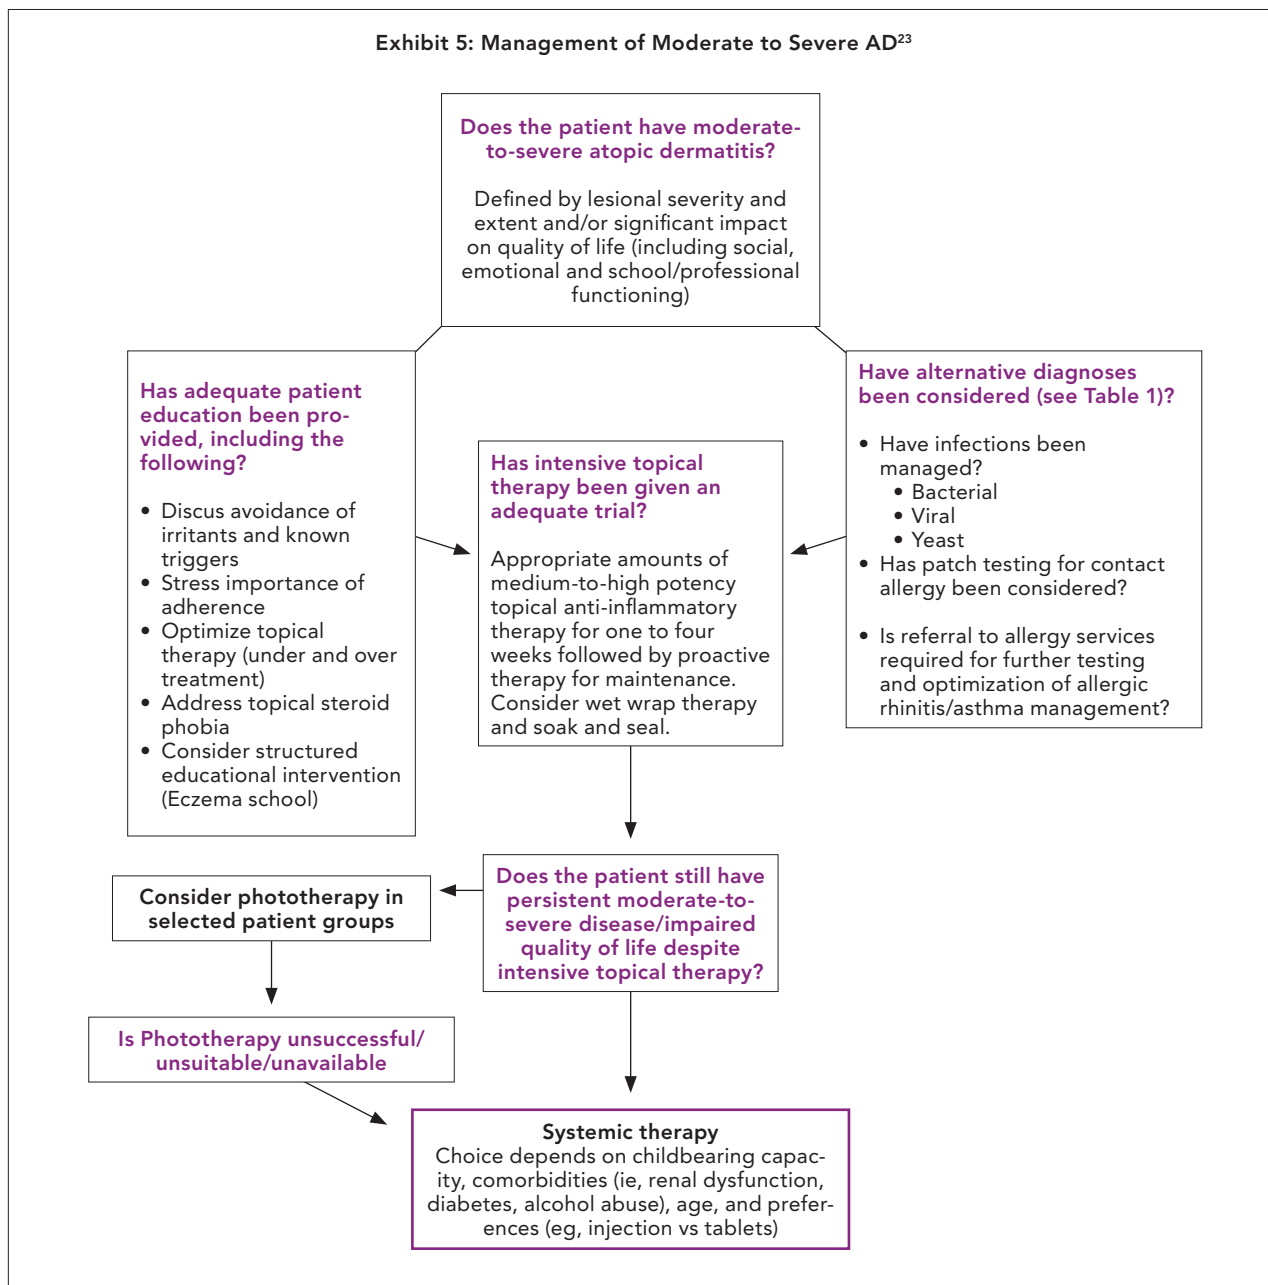 Exhibit 5: Management of Moderate to Severe AD23
Does the patient have moderate-
to-severe atopic dermatitis?
Defined by lesional severity and
extent and/or significant impact
on quality of life (including social,
emotional and school/professional
functioning)
Has adequate patient
education been pro-
vided, including the
following?
• Discus avoidance of
irritants and known
triggers
• Stress importance of
adherence
• Optimize topical
therapy (under and over
treatment)
• Address topical steroid
phobia
• Consider structured
educational intervention
(Eczema school)
Has intensive topical
therapy been given an
adequate trial?
Appropriate amounts of
medium-to-high potency
topical anti-inflammatory
therapy for one to four
weeks followed by proactive
therapy for maintenance.
Consider wet wrap therapy
and soak and seal.
Have alternative diagnoses
been considered (see Table 1)?
• Have infections been
managed?
• Bacterial
• Viral
• Yeast
• Has patch testing for contact
allergy been considered?
• Is referral to allergy services
required for further testing
and optimization of allergic
rhinitis/asthma management?
Does the patient still have
persistent moderate-to-
severe disease/impaired
quality of life despite
intensive topical therapy?
Consider phototherapy in
selected patient groups
Is Phototherapy unsuccessful/
unsuitable/unavailable
Systemic therapy
Choice depends on childbearing capac-
ity, comorbidities (ie, renal dysfunction,
diabetes, alcohol abuse), age, and prefer-
ences (eg, injection vs tablets)